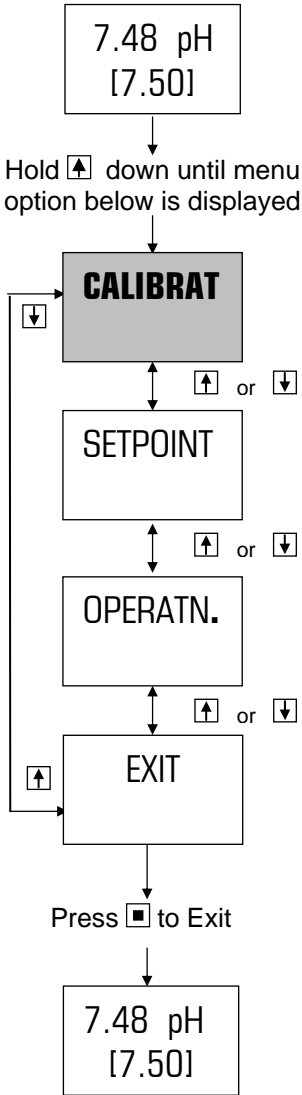 7.48 pH
[7.50]
Hold down until menu
option below is displayed
CALIBRAT
or
SETPOINT
or
OPERATN.
or
EXIT
Press to Exit
7.48 pH
[7.50]